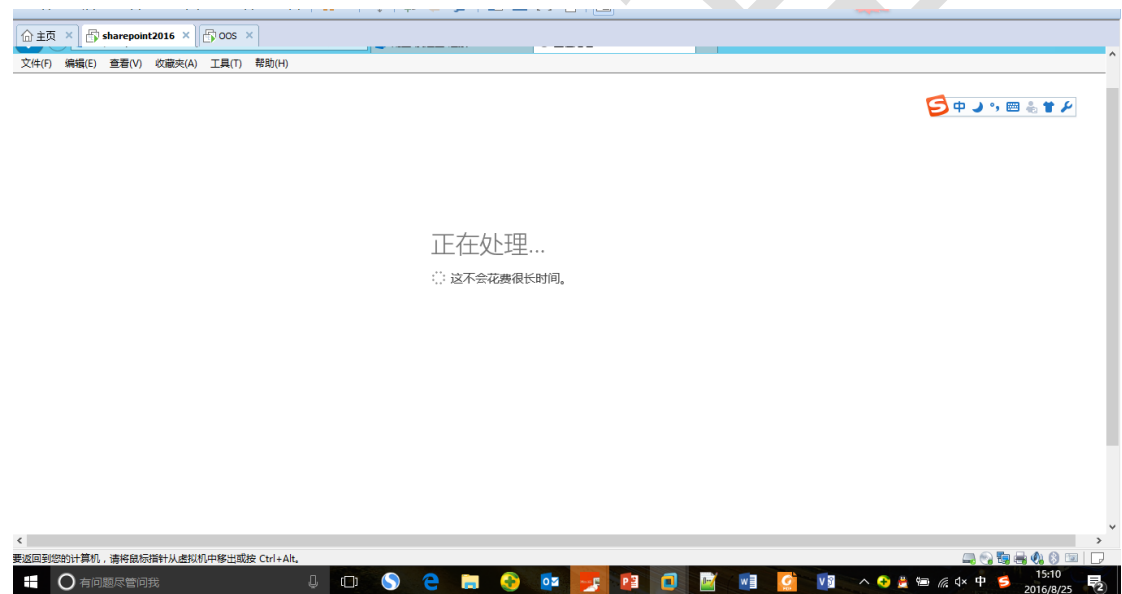 主页 sharepoint2016 OOS
文件(F) 编辑(E) 查看(V) 收藏夹(A) 工具(T) 帮助(H)
中
正在处理...
这不会花费很长时间。
要返回到您的计算机，请将鼠标指针从虚拟机中移出或按 Ctrl+Alt。
有问题尽管问我
中
15:10
2016/8/25